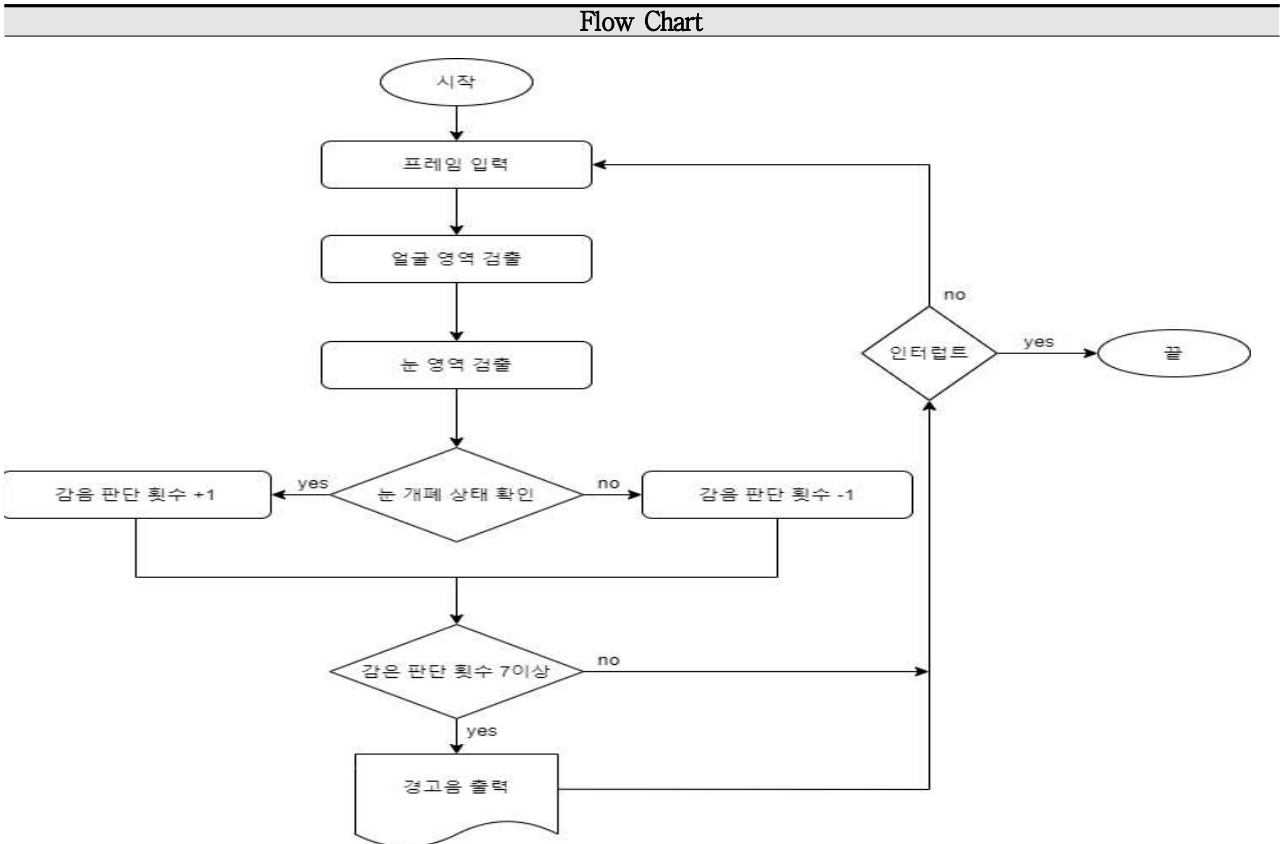 Flow Chart
시작
프레임 입력
얼굴 영역 검출
눈 영역 검출
눈 개폐 상태 확인
yes
no
감음 판단 횟수 +1
감음 판단 횟수 -1
감은 판단 횟수 7이상
no
yes
경고음 출력
인터럽트
no
yes
끝